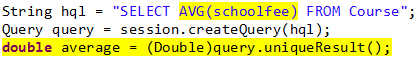 String hql = "SELECT AVG(schoolfee) FROM Course";
Query query = session.createQuery(hql);
double average = (Double)query.uniqueResult();